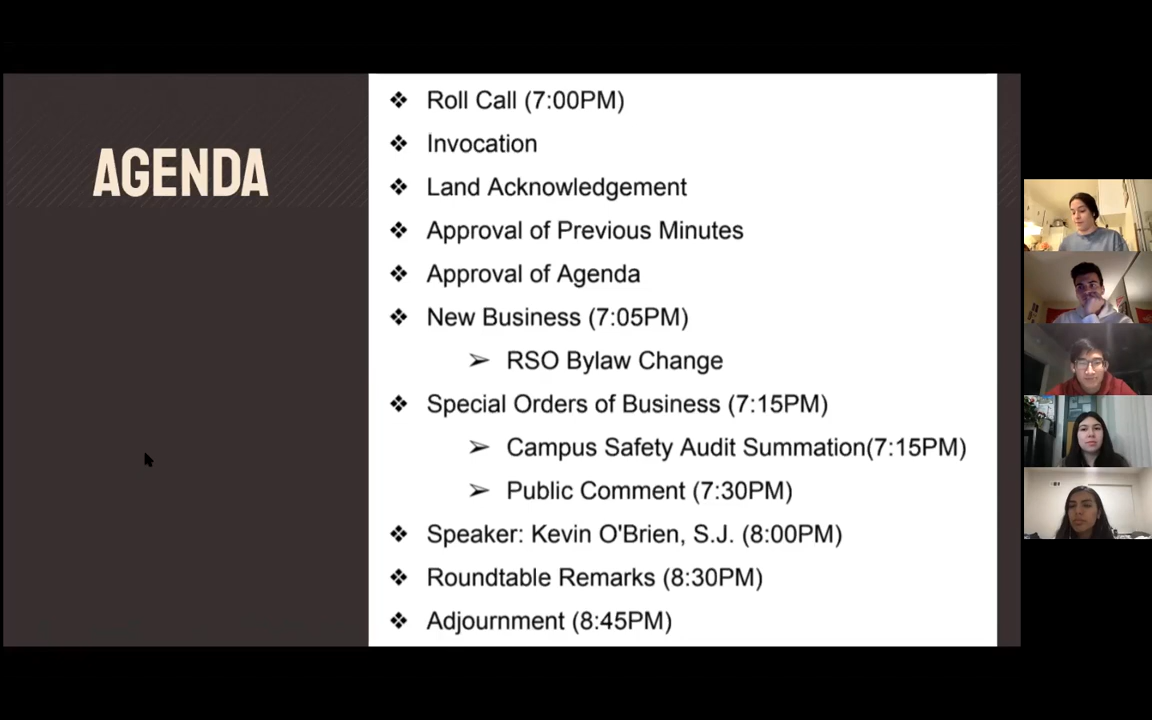 AGENDA
❖ Roll Call (7:00PM)
❖ Invocation
❖ Land Acknowledgement
❖ Approval of Previous Minutes
❖ Approval of Agenda
❖ New Business (7:05PM)
➢ RSO Bylaw Change
❖ Special Orders of Business (7:15PM)
➢ Campus Safety Audit Summation(7:15PM)
➢ Public Comment (7:30PM)
❖ Speaker: Kevin O'Brien, S.J. (8:00PM)
❖ Roundtable Remarks (8:30PM)
❖ Adjournment (8:45PM)